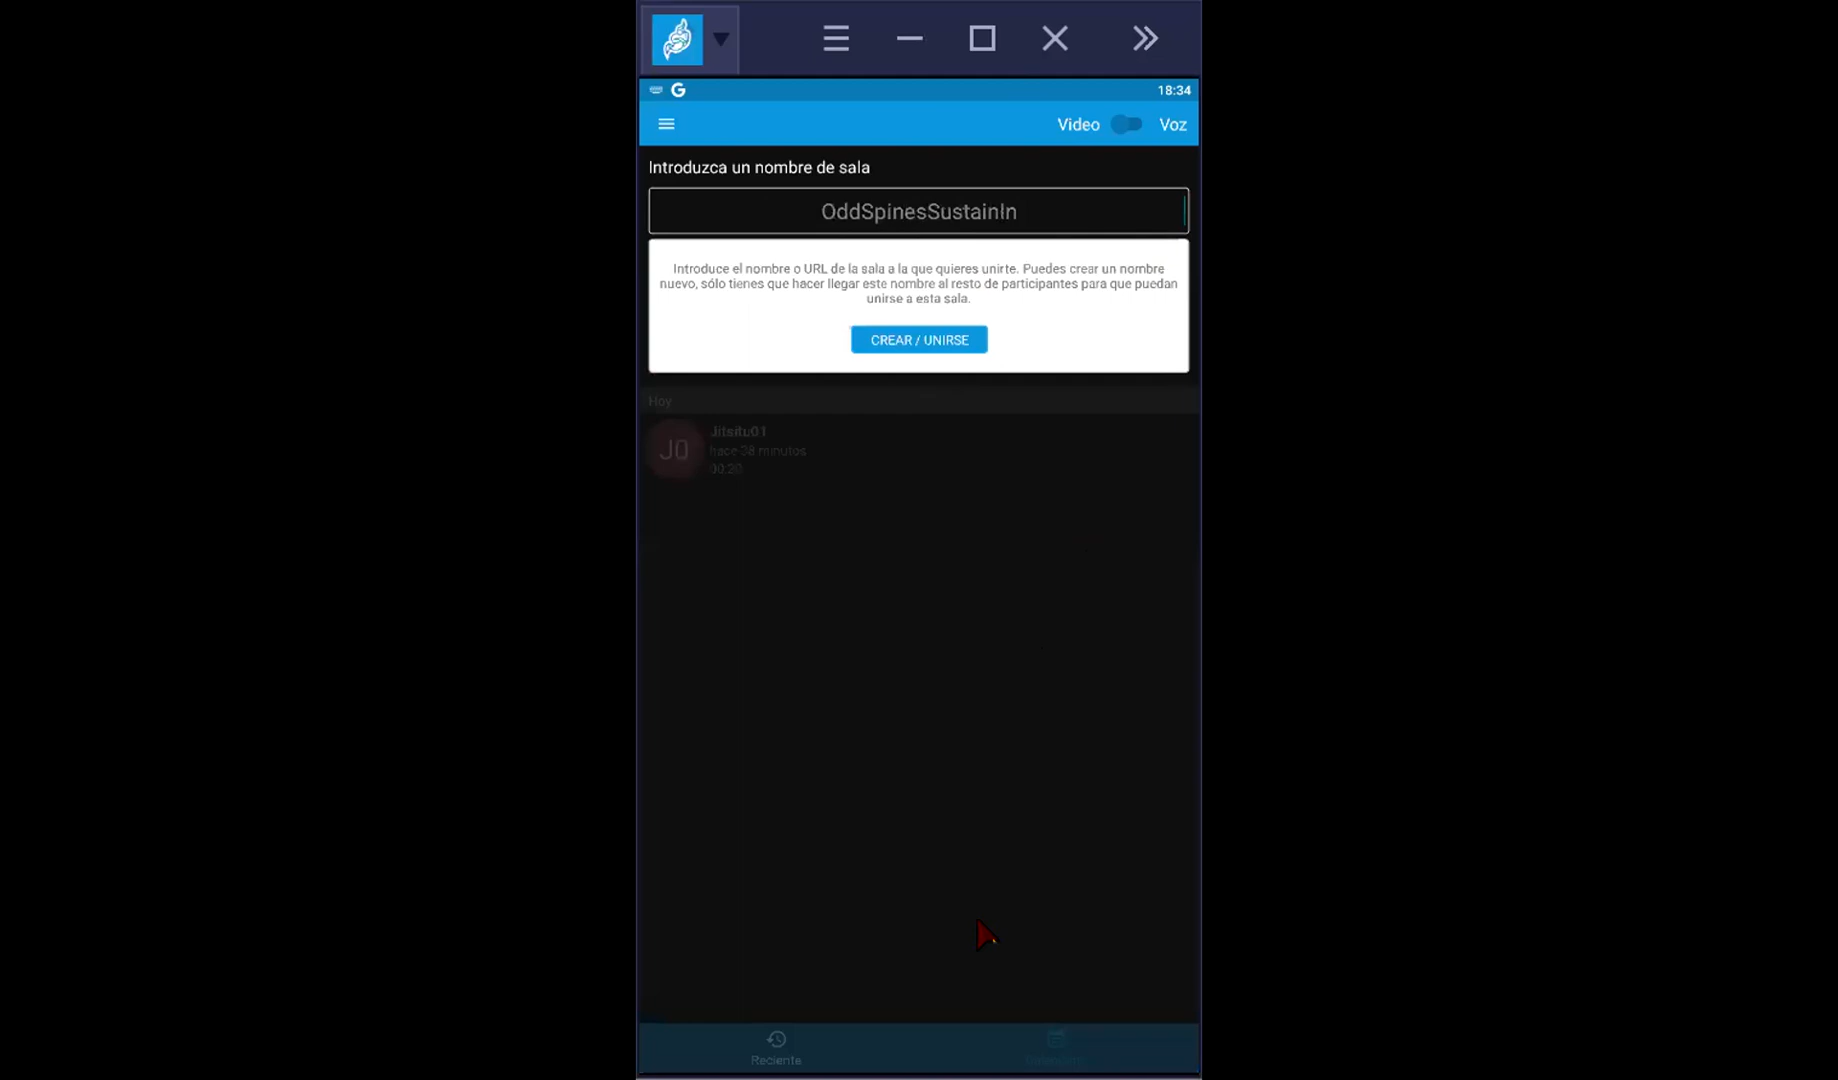 18:34
Video Voz
Introduzca un nombre de sala
OddSpinesSustainIn
Introduce el nombre o URL de la sala a la que quieres unirte. Puedes crear un nombre
nuevo, sólo tienes que hacer llegar este nombre al resto de participantes para que puedan
unirse a esta sala.
CREAR / UNIRSE
Hoy
J0
Jitsitu01
hace 38 minutos
00:20
Reciente